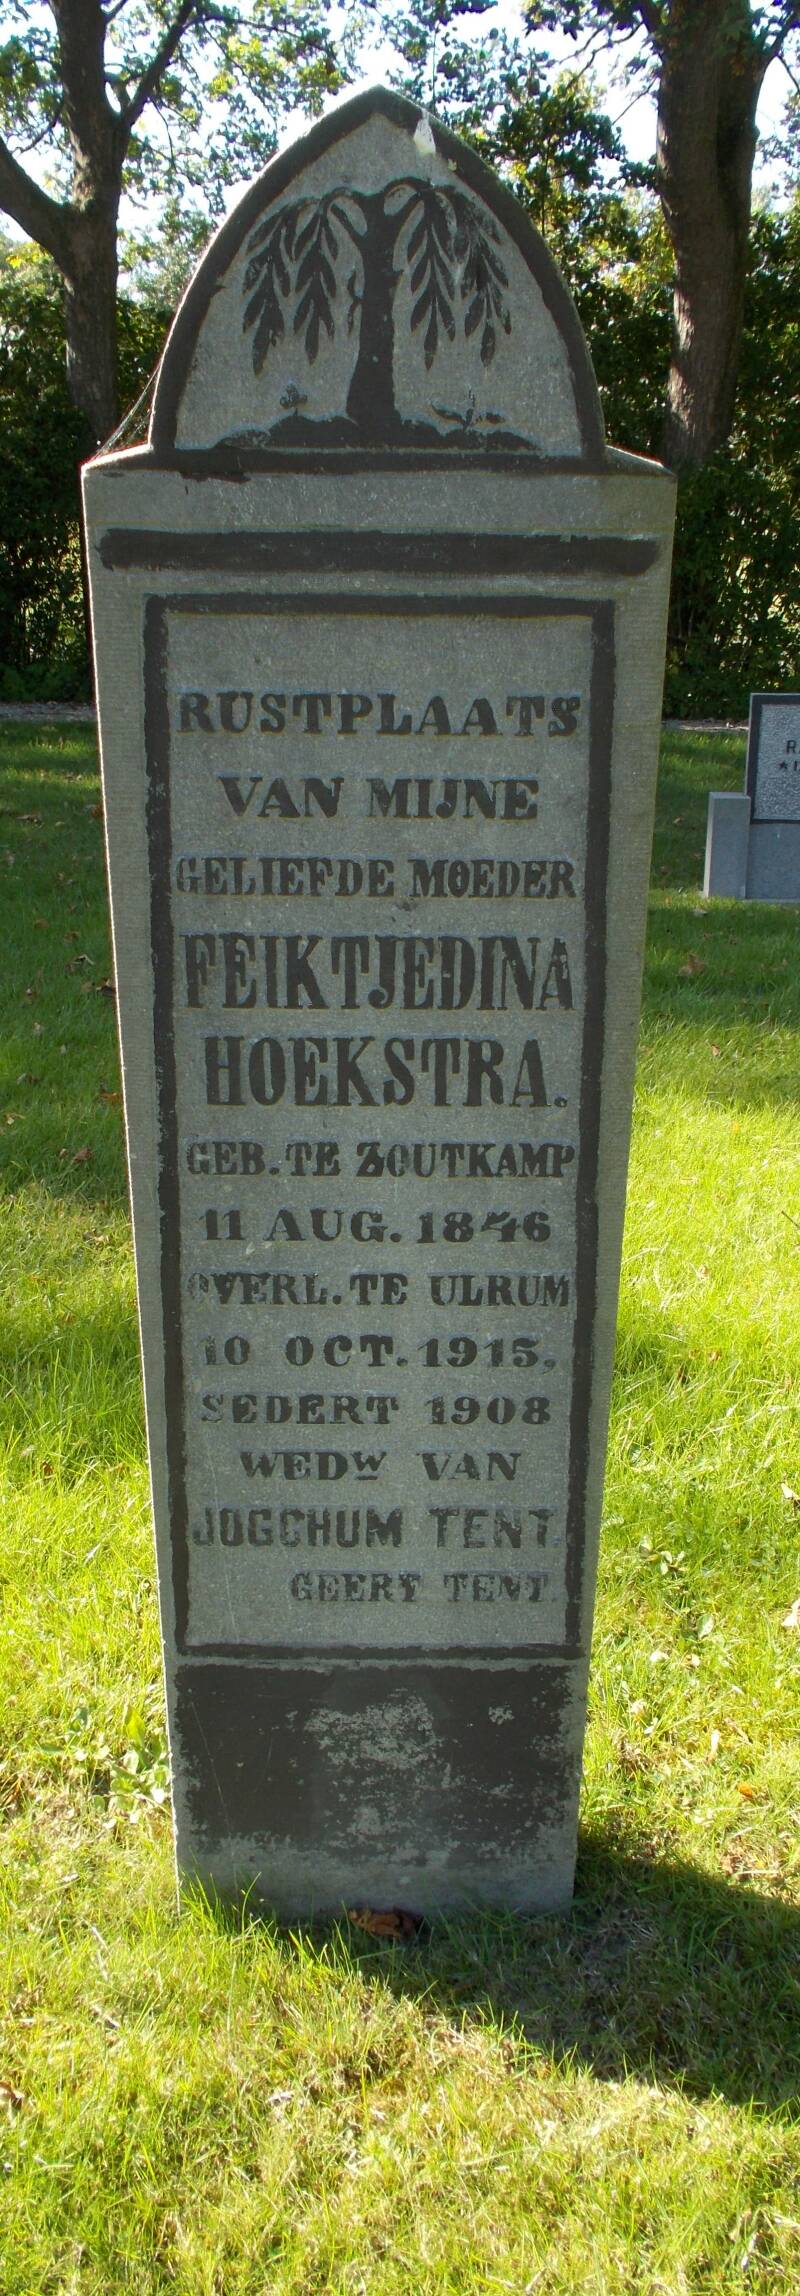 RUSTPLAATS
VAN MIJNE
GELIEFDE MOEDER
FEIKTJEDINA
HOEKSTRA.
GEB. TE ZOUTKAMP
11 AUG. 1846
OVERL. TE ULRUM
10 OCT. 1915,
SEDERT 1908
WEDW VAN
JOGCHUM TENT.
GEERT TENT.